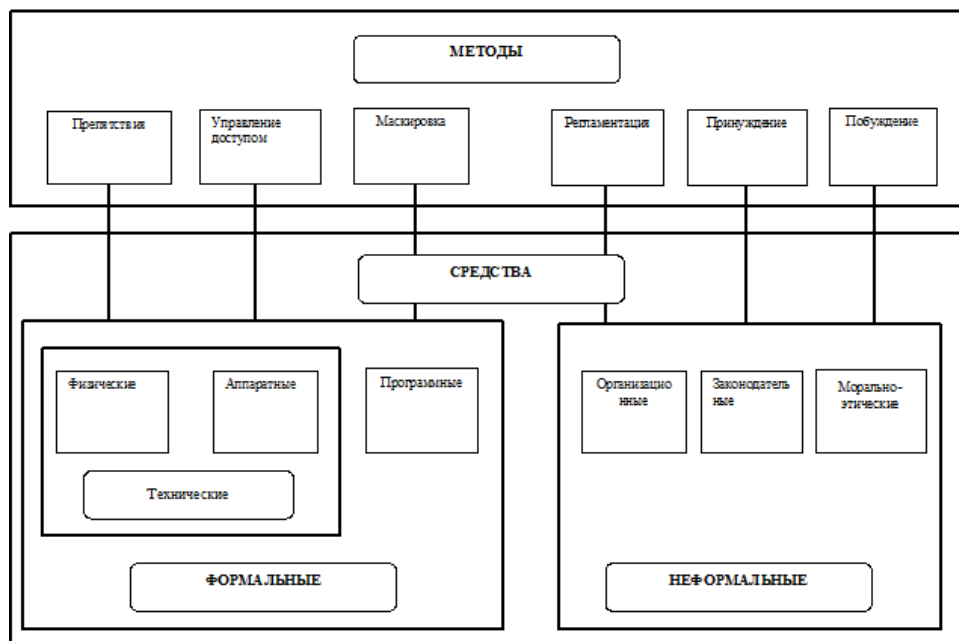 МЕТОДЫ
Препятствия
Управление
доступом
Маскировка
Регламентация
Принуждение
Побуждение
СРЕДСТВА
Физические
Аппаратные
Программные
Организацио
нные
Законодатель
ные
Морально-
этические
Технические
ФОРМАЛЬНЫЕ
НЕФОРМАЛЬНЫЕ